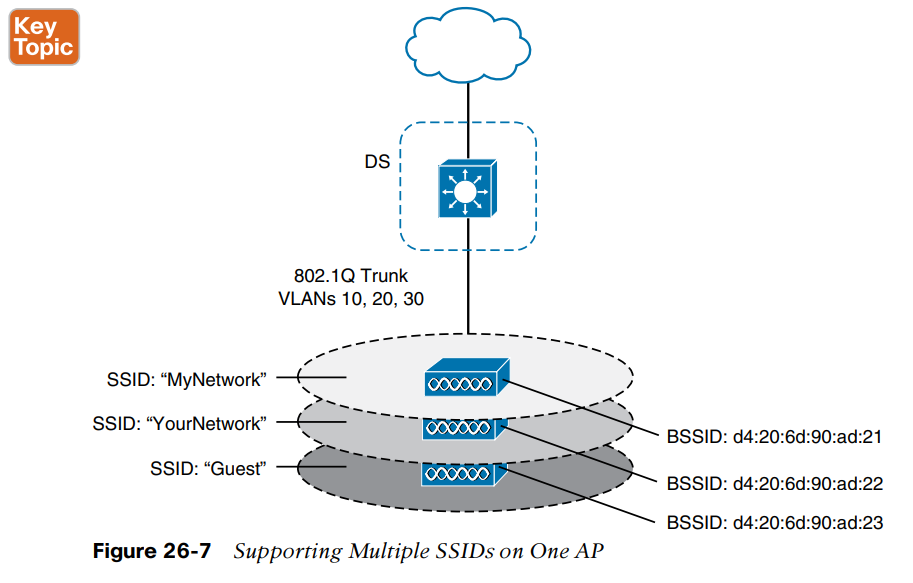 Key
Topic
DS
802.1Q Trunk
VLANs 10, 20, 30
SSID: “MyNetwork”
SSID: “YourNetwork”
SSID: “Guest”
BSSID: d4:20:6d:90:ad:21
BSSID: d4:20:6d:90:ad:22
BSSID: d4:20:6d:90:ad:23
Figure 26-7 Supporting Multiple SSIDs on One AP